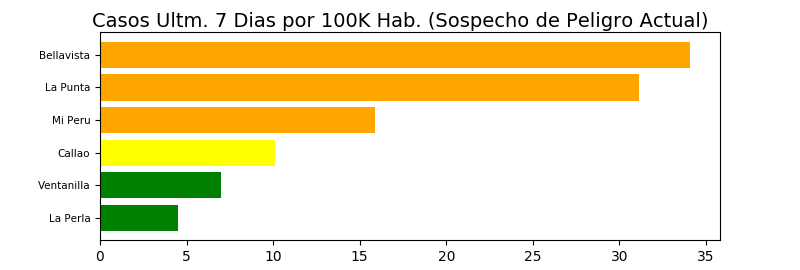 Casos Ultm. 7 Dias por 100K Hab. (Sospecho de Peligro Actual)
Bellavista
La Punta
Mi Peru
Callao
Ventanilla
La Perla
0 5 10 15 20 25 30 35